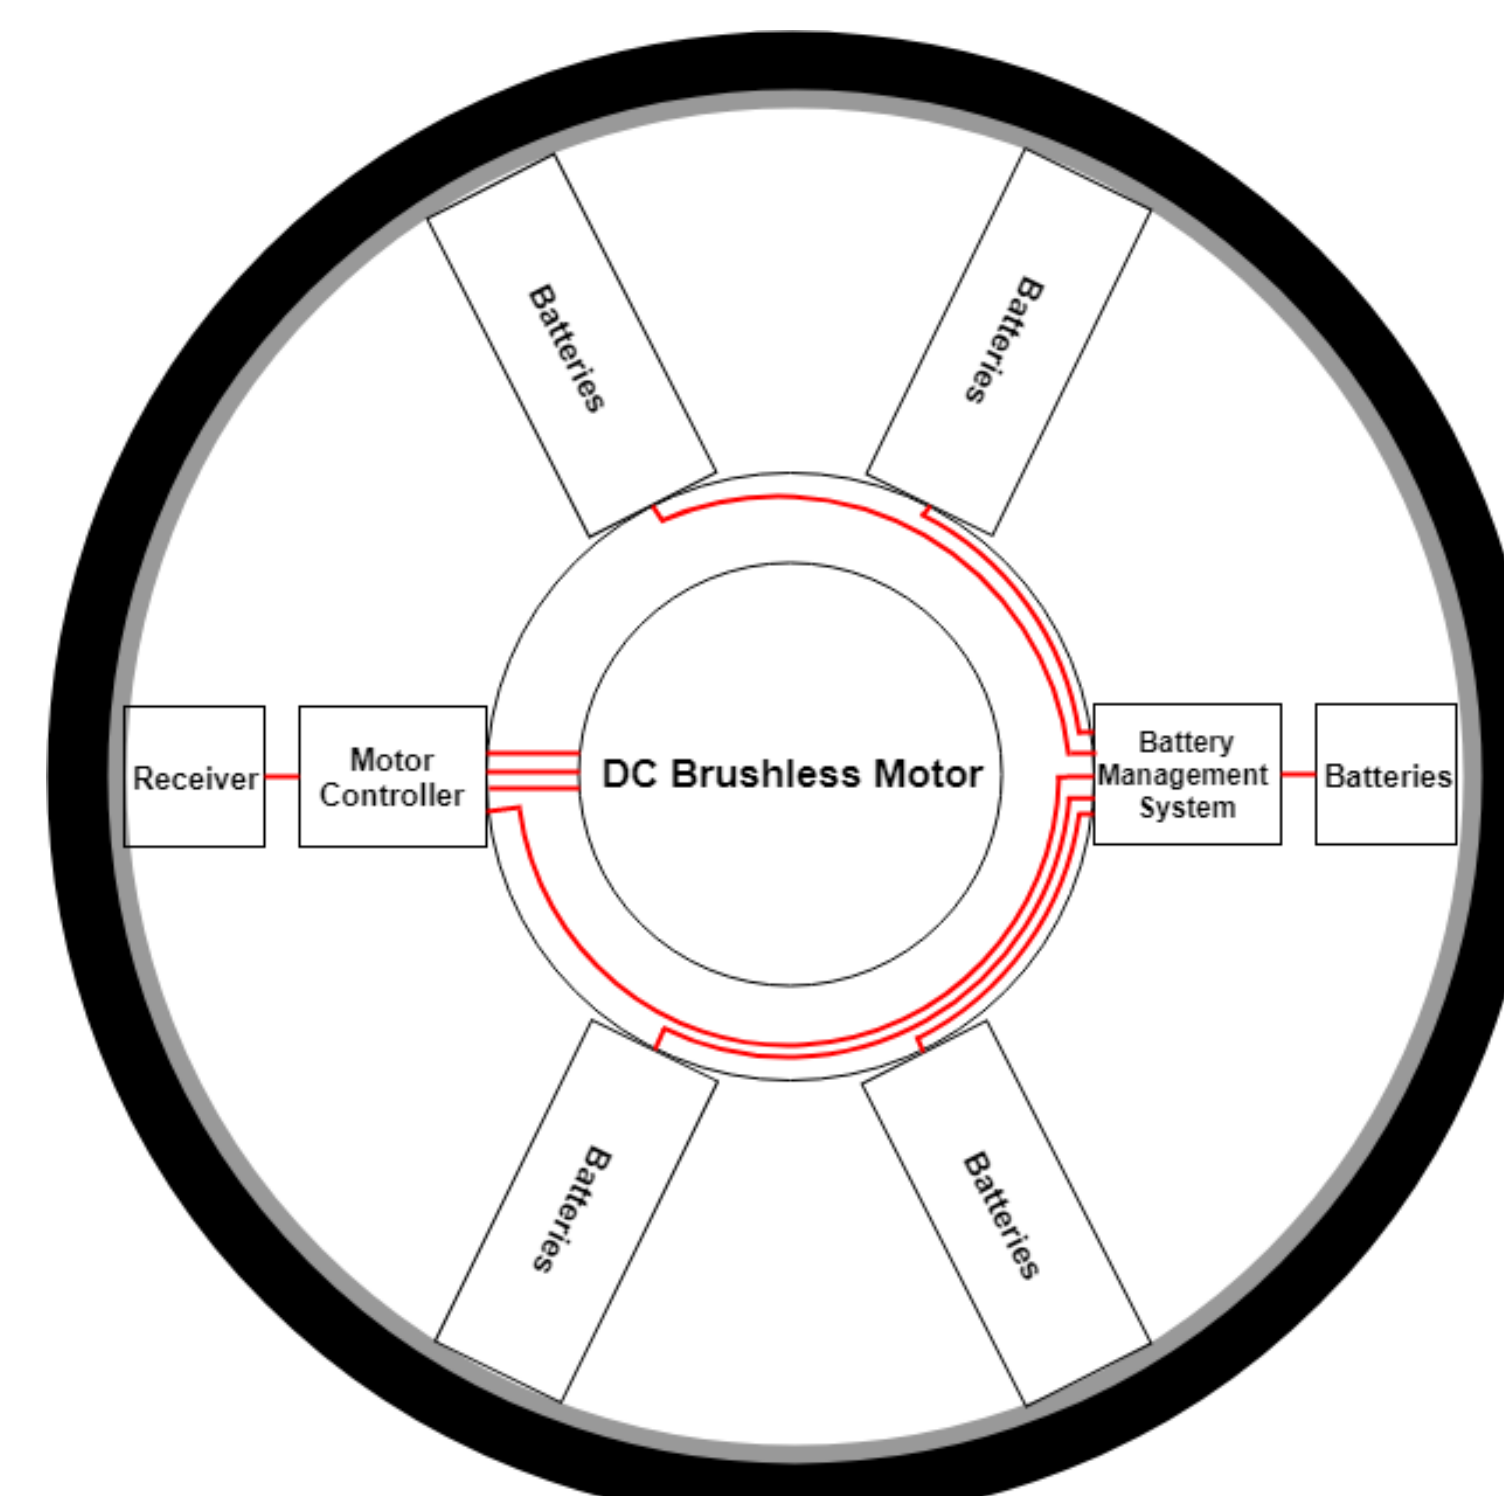 Batteries
Batteries
Receiver
Motor
Controller
DC Brushless Motor
Battery
Management
System
Batteries
Batteries
Batteries